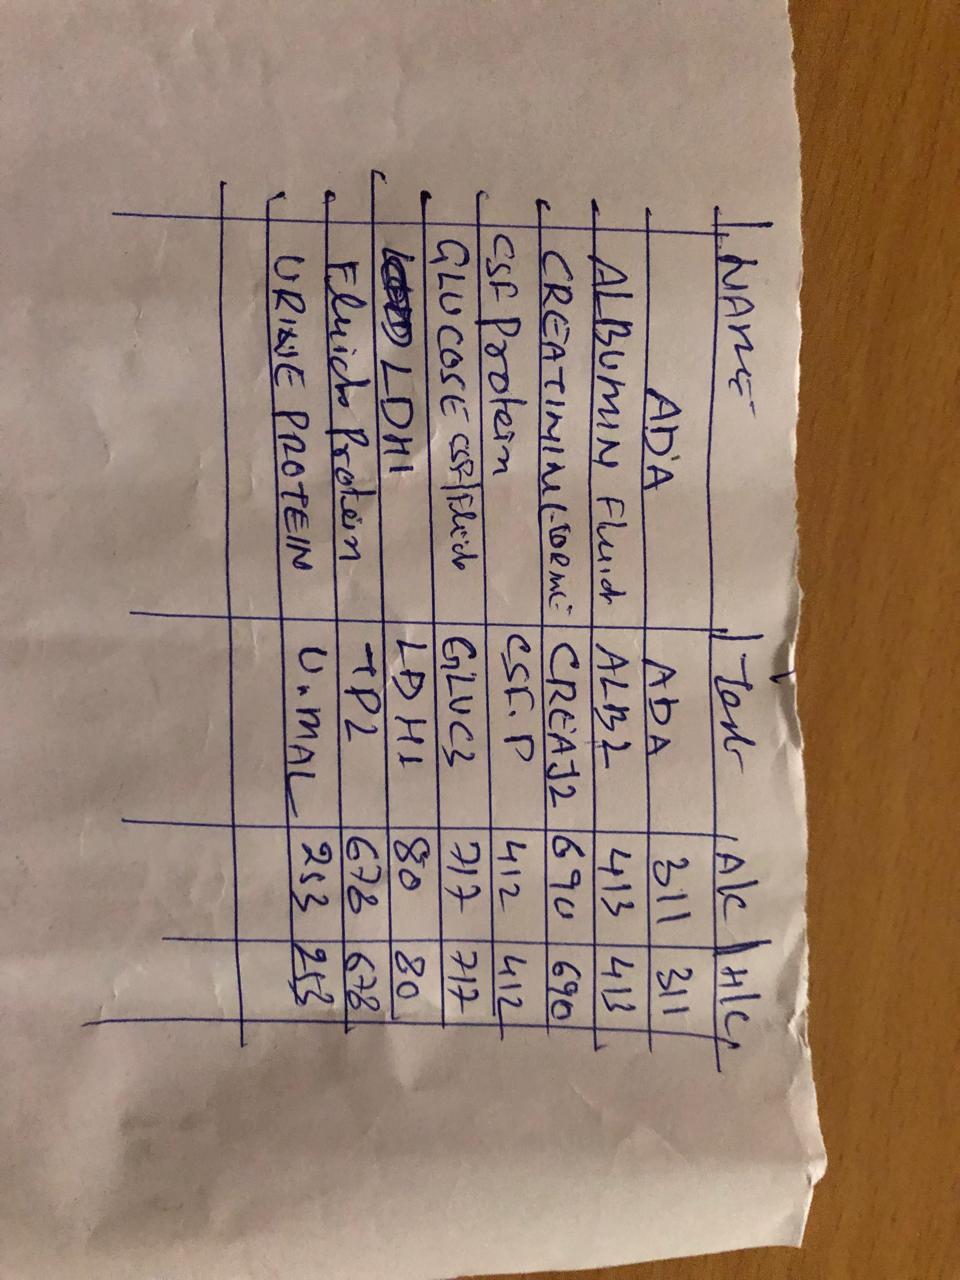 NAME Test A/C H/C
ADA ADA 311 311
ALBUMIN Fluid ALB2 413 413
CREATININE CREAJ2 690 690
CSF Protein CSF.P 412 412
GLUCOSE CSF/Fluid GLUC3 717 717
LDHI LDHI 80 80
Fluid Protein TP2 678 678
URINE PROTEIN U.MAL 253 253